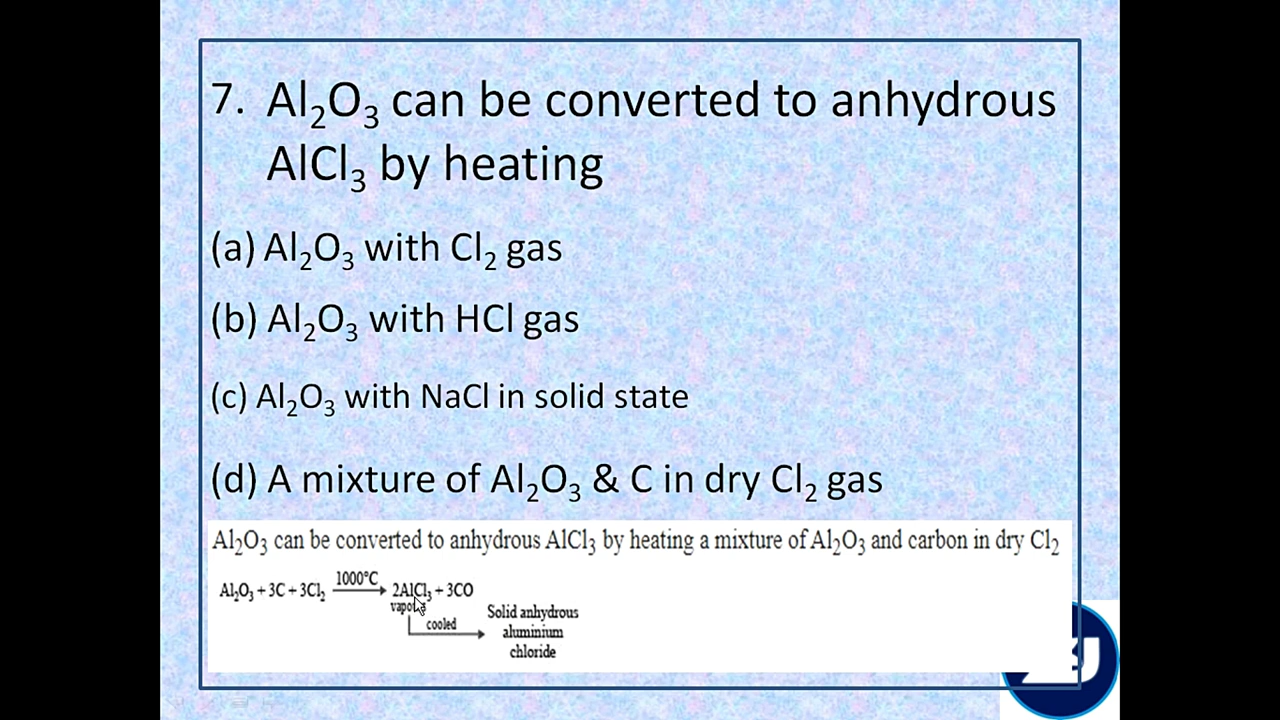 7. Al₂O₃ can be converted to anhydrous
AlCl₃ by heating
(a) Al₂O₃ with Cl₂ gas
(b) Al₂O₃ with HCl gas
(c) Al₂O₃ with NaCl in solid state
(d) A mixture of Al₂O₃ & C in dry Cl₂ gas
Al₂O₃ can be converted to anhydrous AlCl₃ by heating a mixture of Al₂O₃ and carbon in dry Cl₂
1000°C
Al₂O₃ + 3C + 3Cl₂ → 2AlCl₃ + 3CO
cooled
Solid anhydrous
aluminium
chloride